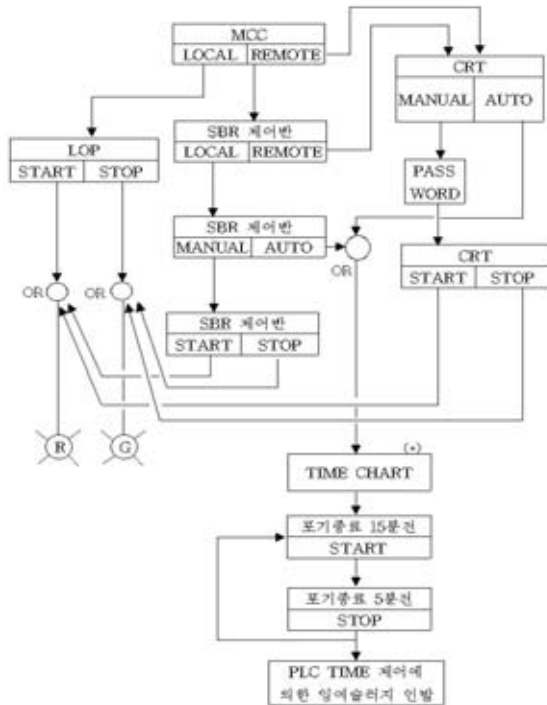 MCC
LOCAL REMOTE
CRT
MANUAL AUTO
SBR 제어반
LOCAL REMOTE
LOP
START STOP
PASS
WORD
SBR 제어반
MANUAL AUTO
OR
CRT
START STOP
OR
OR
SBR 제어반
START STOP
R
G
(*)
TIME CHART
포기종료 15분전
START
포기종료 5분전
STOP
PLC TIME 제어에
의한 잉여슬러지 인발